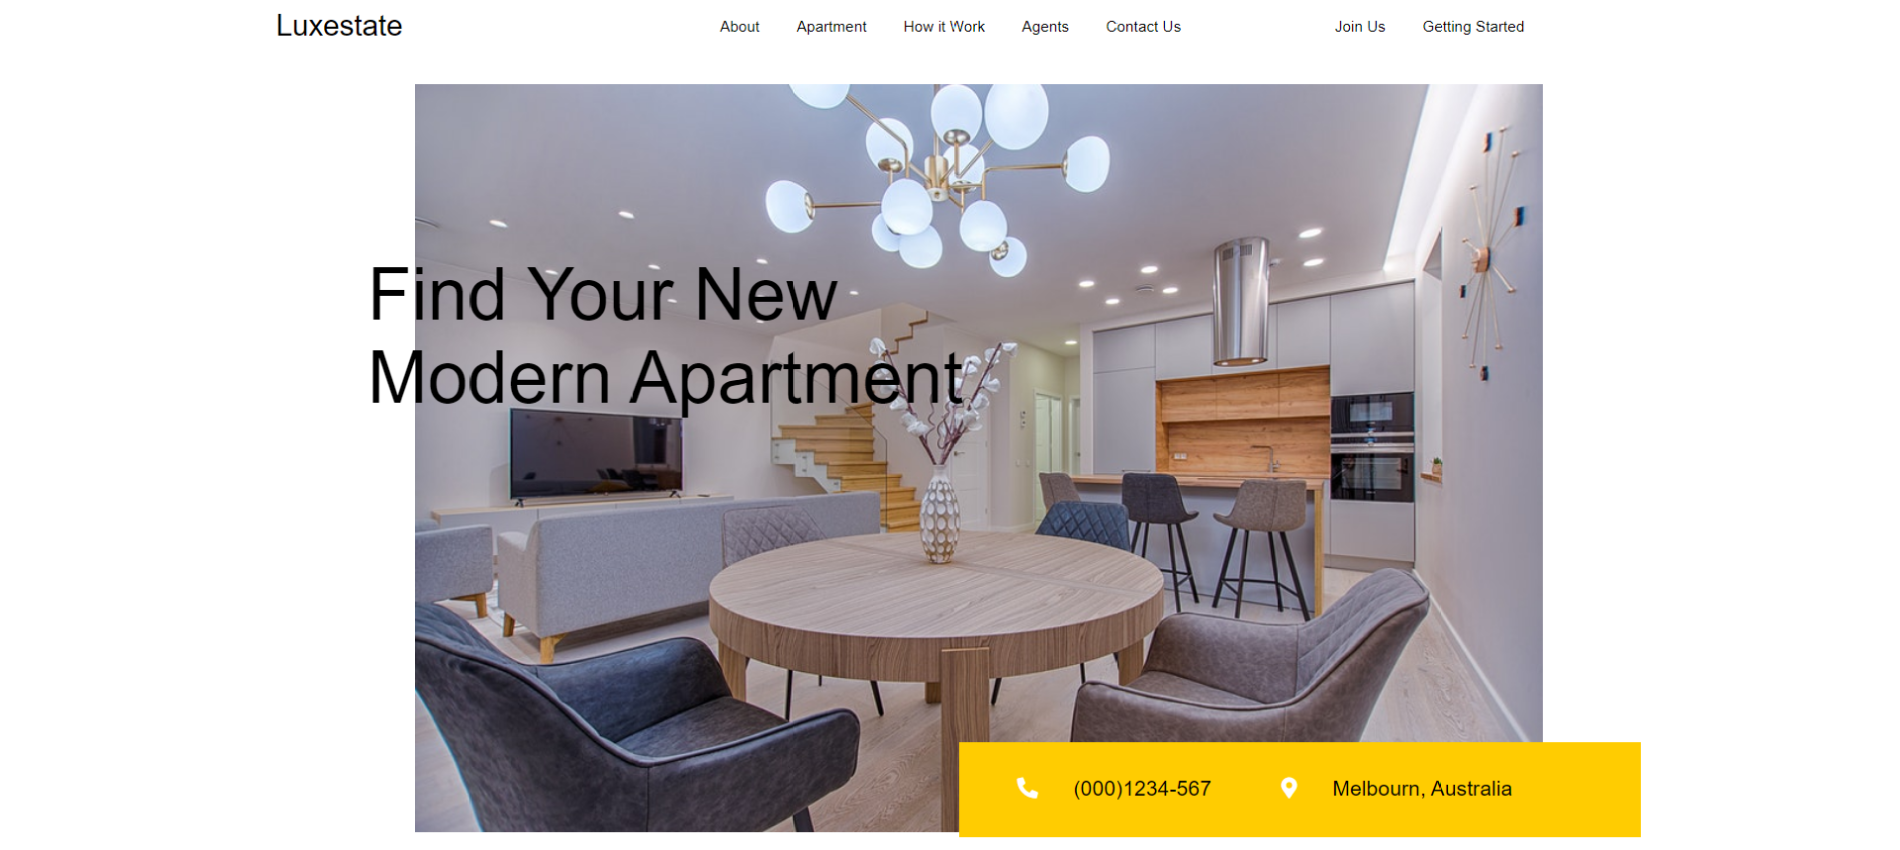 Luxestate
About Apartment How it Work Agents Contact Us Join Us Getting Started
Find Your New
Modern Apartment
(000)1234-567 Melbourn, Australia